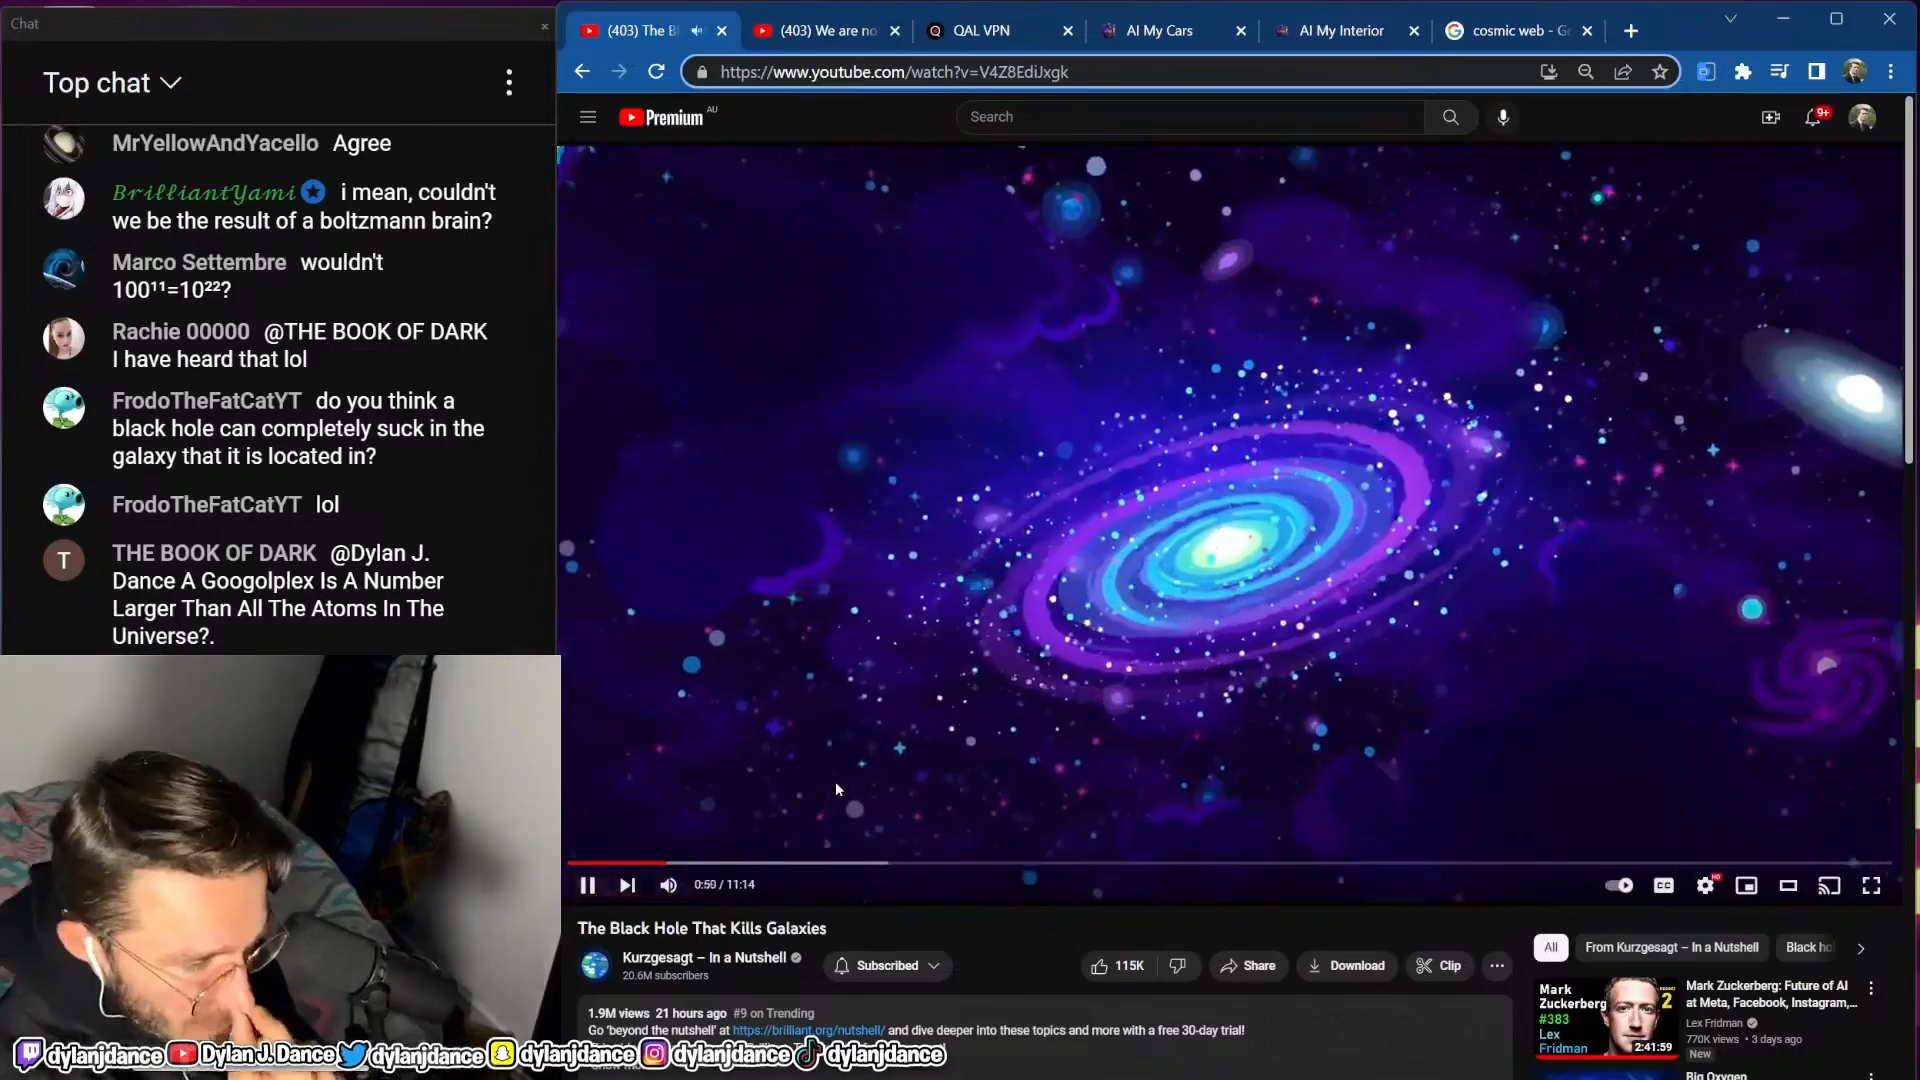 Chat
Top chat
MrYellowAndYacello Agree
BrilliantYami i mean, couldn't
we be the result of a boltzmann brain?
Marco Settembre wouldn't
100¹¹=10²²?
Rachie 00000 @THE BOOK OF DARK
I have heard that lol
FrodoTheFatCatYT do you think a
black hole can completely suck in the
galaxy that it is located in?
FrodoTheFatCatYT lol
T
THE BOOK OF DARK @Dylan J.
Dance A Googolplex Is A Number
Larger Than All The Atoms In The
Universe?.
(403) The B
(403) We are no
QAL VPN
AI My Cars
AI My Interior
cosmic web - G
https://www.youtube.com/watch?v=V4Z8EdiJxgk
Premium AU
Search
9+
0:50 / 11:14
CC
HD
The Black Hole That Kills Galaxies
Kurzgesagt – In a Nutshell
20.6M subscribers
Subscribed
115K
Share
Download
Clip
1.9M views 21 hours ago #9 on Trending
Go 'beyond the nutshell' at https://brilliant.org/nutshell/ and dive deeper into these topics and more with a free 30-day trial!
All
From Kurzgesagt – In a Nutshell
Black ho
Mark
Zuckerberg
#383
Lex
Fridman
2
2:41:59
Mark Zuckerberg: Future of AI
at Meta, Facebook, Instagram,...
Lex Fridman
770K views • 3 days ago
New
Big Oxygen
dylanjdance Dylan J. Dance dylanjdance dylanjdance dylanjdance dylanjdance